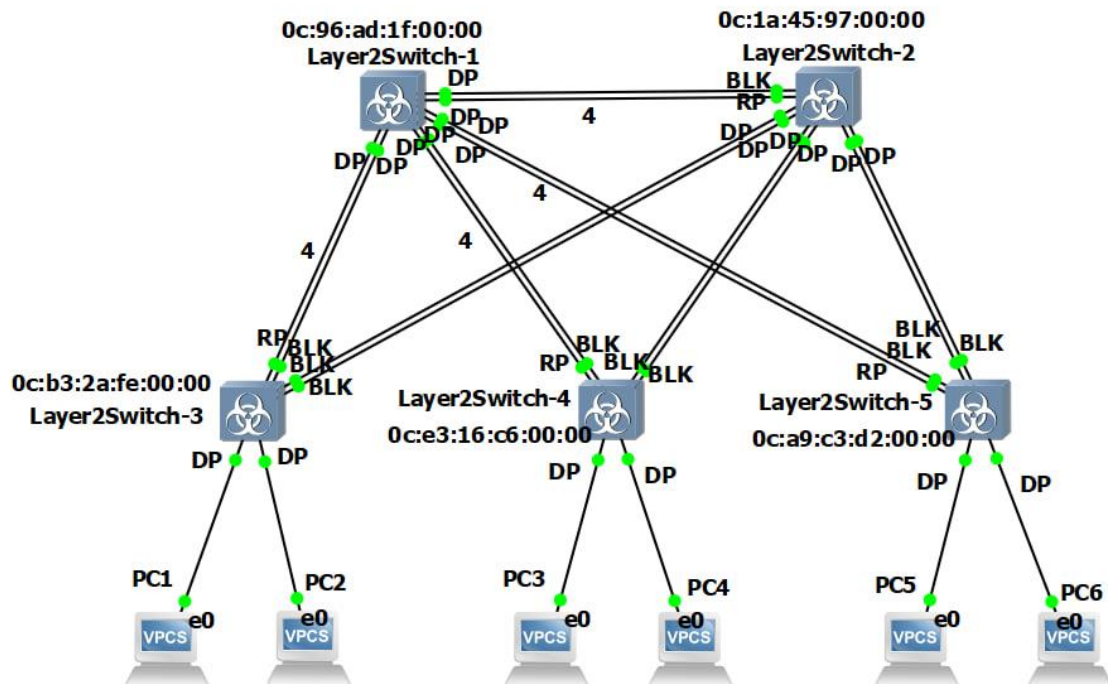 0c:96:ad:1f:00:00
Layer2Switch-1
0c:1a:45:97:00:00
Layer2Switch-2
DP
BLK
RP
4
DP
DP
DP
DP
DP
DP
DP
DP
DP
DP
DP
DP
DP
DP
4
4
4
RP
BLK
BLK
BLK
BLK
RP
BLK
BLK
BLK
BLK
BLK
RP
0c:b3:2a:fe:00:00
Layer2Switch-3
Layer2Switch-4
0c:e3:16:c6:00:00
Layer2Switch-5
0c:a9:c3:d2:00:00
DP
DP
DP
DP
DP
DP
PC1
PC2
PC3
PC4
PC5
PC6
e0
e0
e0
e0
e0
e0
VPCS
VPCS
VPCS
VPCS
VPCS
VPCS